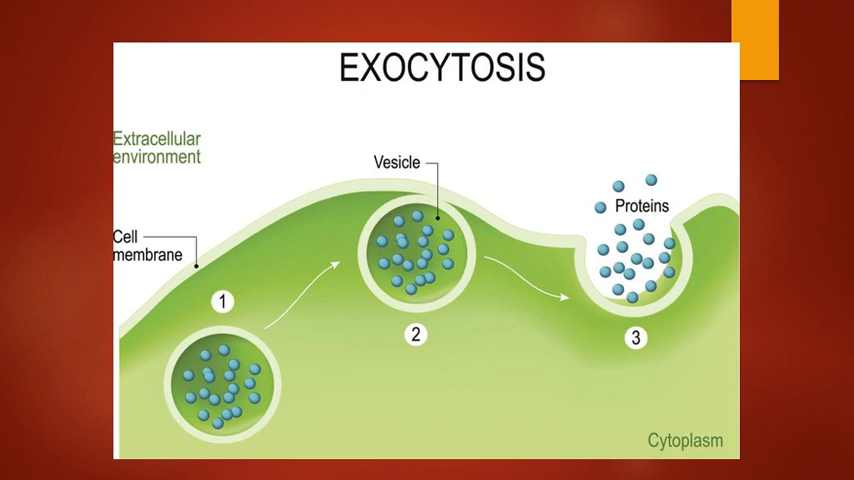 EXOCYTOSIS
Extracellular
environment
Vesicle
Proteins
Cell
membrane
1
2
3
Cytoplasm